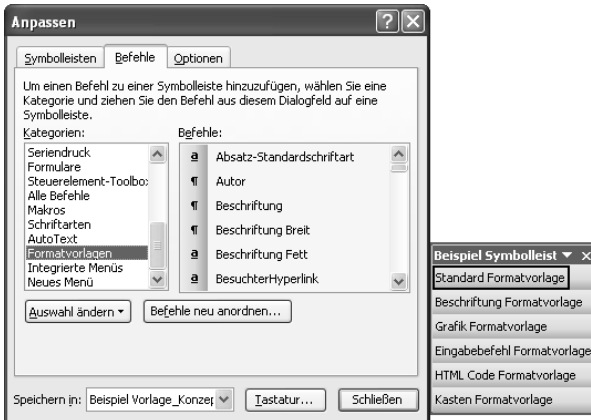 Anpassen
Symbolleisten Befehle Optionen
Um einen Befehl zu einer Symbolleiste hinzuzufügen, wählen Sie eine
Kategorie und ziehen Sie den Befehl aus diesem Dialogfeld auf eine
Symbolleiste.
Kategorien:
Seriendruck
Formulare
Steuerelement-Toolbo
Alle Befehle
Makros
Schriftarten
AutoText
Formatvorlagen
Integrierte Menüs
Neues Menü
Befehle:
a Absatz-Standardschriftart
¶ Autor
¶ Beschriftung
¶ Beschriftung Breit
a Beschriftung Fett
a BesuchterHyperlink
Auswahl ändern Befehle neu anordnen...
Speichern in: Beispiel Vorlage_Konzep Tastatur... Schließen
Beispiel Symbolleist
Standard Formatvorlage
Beschriftung Formatvorlage
Grafik Formatvorlage
Eingabebefehl Formatvorlage
HTML Code Formatvorlage
Kasten Formatvorlage